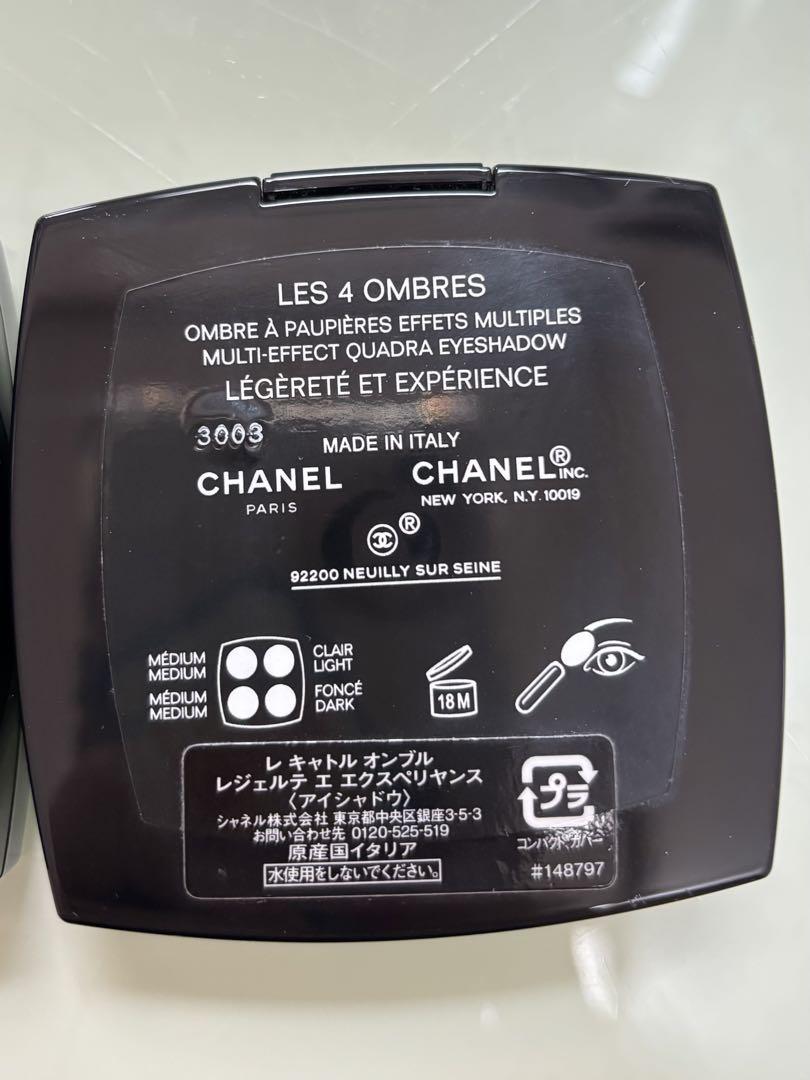 LES 4 OMBRES
OMBRE À PAUPIÈRES EFFETS MULTIPLES
MULTI-EFFECT QUADRA EYESHADOW
LÉGÈRETÉ ET EXPÉRIENCE
3003
MADE IN ITALY
CHANEL
PARIS
CHANEL® INC.
NEW YORK, N.Y. 10019
®
92200 NEUILLY SUR SEINE
MÉDIUM
MEDIUM
CLAIR
LIGHT
MÉDIUM
MEDIUM
FONCÉ
DARK
18M
レ キャトル オンブル
レジェルテ エ エクスペリヤンス
〈アイシャドウ〉
シャネル株式会社 東京都中央区銀座3-5-3
お問い合わせ先 0120-525-519
原産国イタリア
水使用をしないでください。
プラ
コンパクト、カバー
#148797